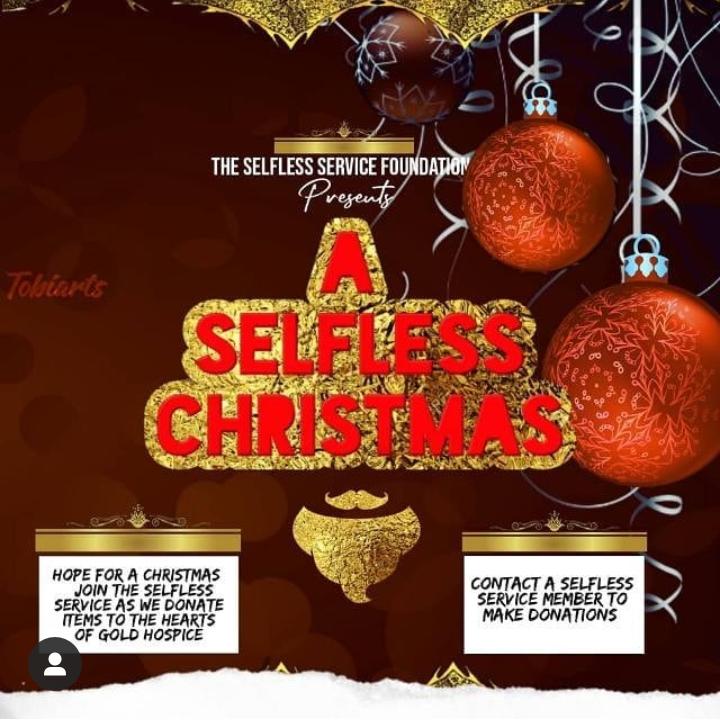 THE SELFLESS SERVICE FOUNDATION
Presents
A
SELFLESS
CHRISTMAS
Tobiarts
HOPE FOR A CHRISTMAS
JOIN THE SELFLESS
SERVICE AS WE DONATE
ITEMS TO THE HEARTS
OF GOLD HOSPICE
CONTACT A SELFLESS
SERVICE MEMBER TO
MAKE DONATIONS